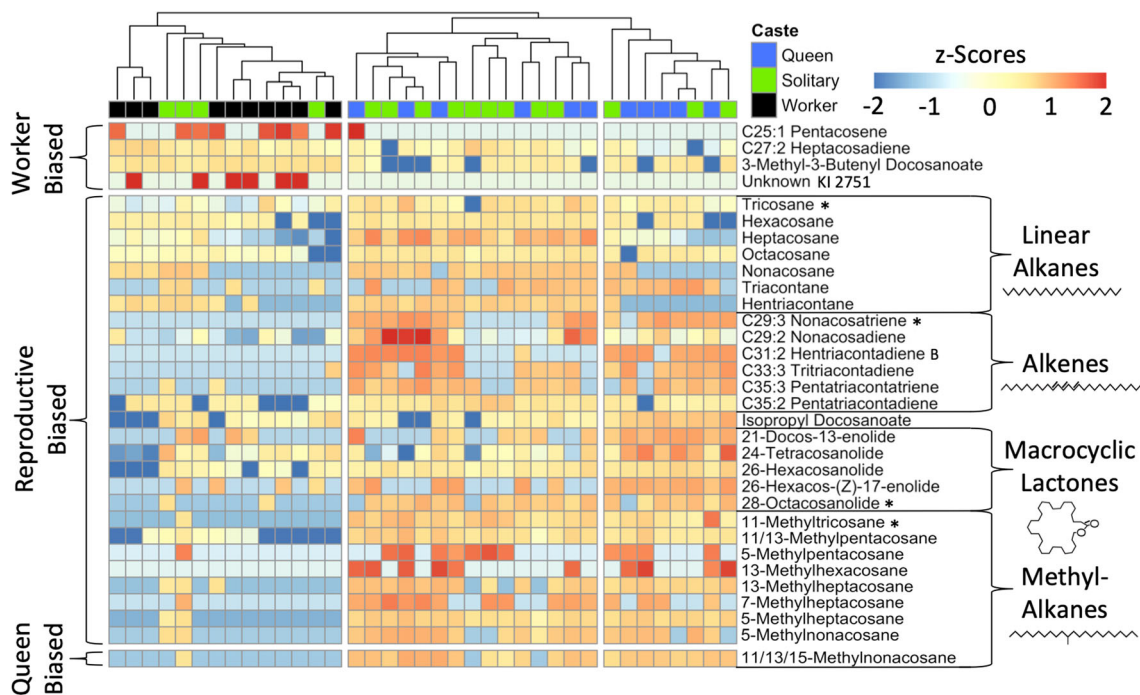 Caste
Queen
Solitary
Worker
z-Scores
-2 -1 0 1 2
Worker
Biased
C25:1 Pentacosene
C27:2 Heptacosadiene
3-Methyl-3-Butenyl Docosanoate
Unknown KI 2751
Reproductive
Biased
Tricosane *
Hexacosane
Heptacosane
Octacosane
Nonacosane
Triacontane
Hentriacontane
Linear
Alkanes
C29:3 Nonacosatriene *
C29:2 Nonacosadiene
C31:2 Hentriacontadiene B
C33:3 Tritriacontadiene
C35:3 Pentatriacontatriene
C35:2 Pentatriacontadiene
Alkenes
Isopropyl Docosanoate
21-Docos-13-enolide
24-Tetracosanolide
26-Hexacosanolide
26-Hexacos-(Z)-17-enolide
28-Octacosanolide *
Macrocyclic
Lactones
11-Methyltricosane *
11/13-Methylpentacosane
5-Methylpentacosane
13-Methylhexacosane
13-Methylheptacosane
7-Methylheptacosane
5-Methylheptacosane
5-Methylnonacosane
Methyl-
Alkanes
Queen
Biased
11/13/15-Methylnonacosane